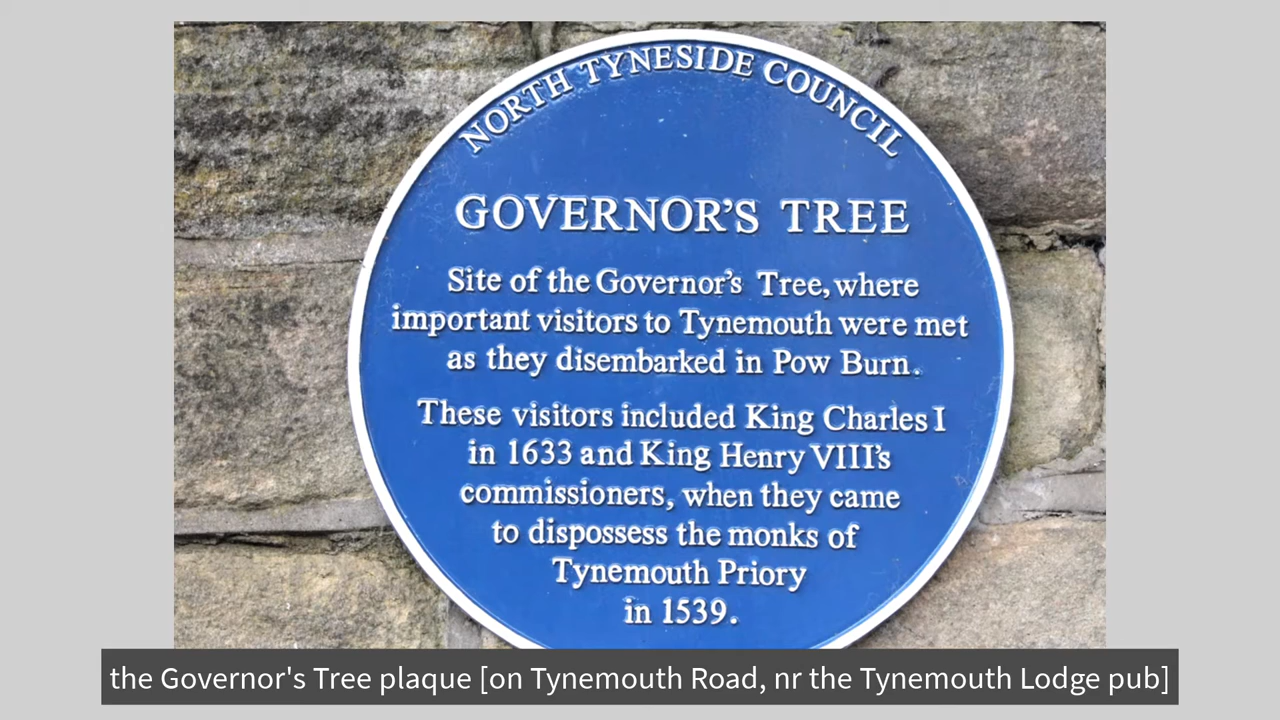 NORTH TYNESIDE COUNCIL
GOVERNOR'S TREE
Site of the Governor's Tree, where
important visitors to Tynemouth were met
as they disembarked in Pow Burn.
These visitors included King Charles I
in 1633 and King Henry VIII's
commissioners, when they came
to dispossess the monks of
Tynemouth Priory
in 1539.
the Governor's Tree plaque [on Tynemouth Road, nr the Tynemouth Lodge pub]